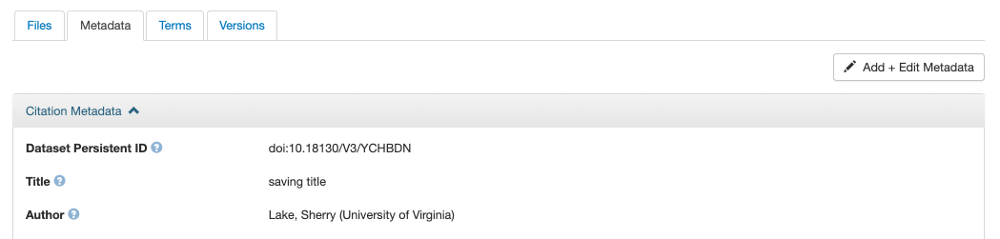 Files Metadata Terms Versions
Add + Edit Metadata
Citation Metadata
Dataset Persistent ID doi:10.18130/V3/YCHBDN
Title saving title
Author Lake, Sherry (University of Virginia)